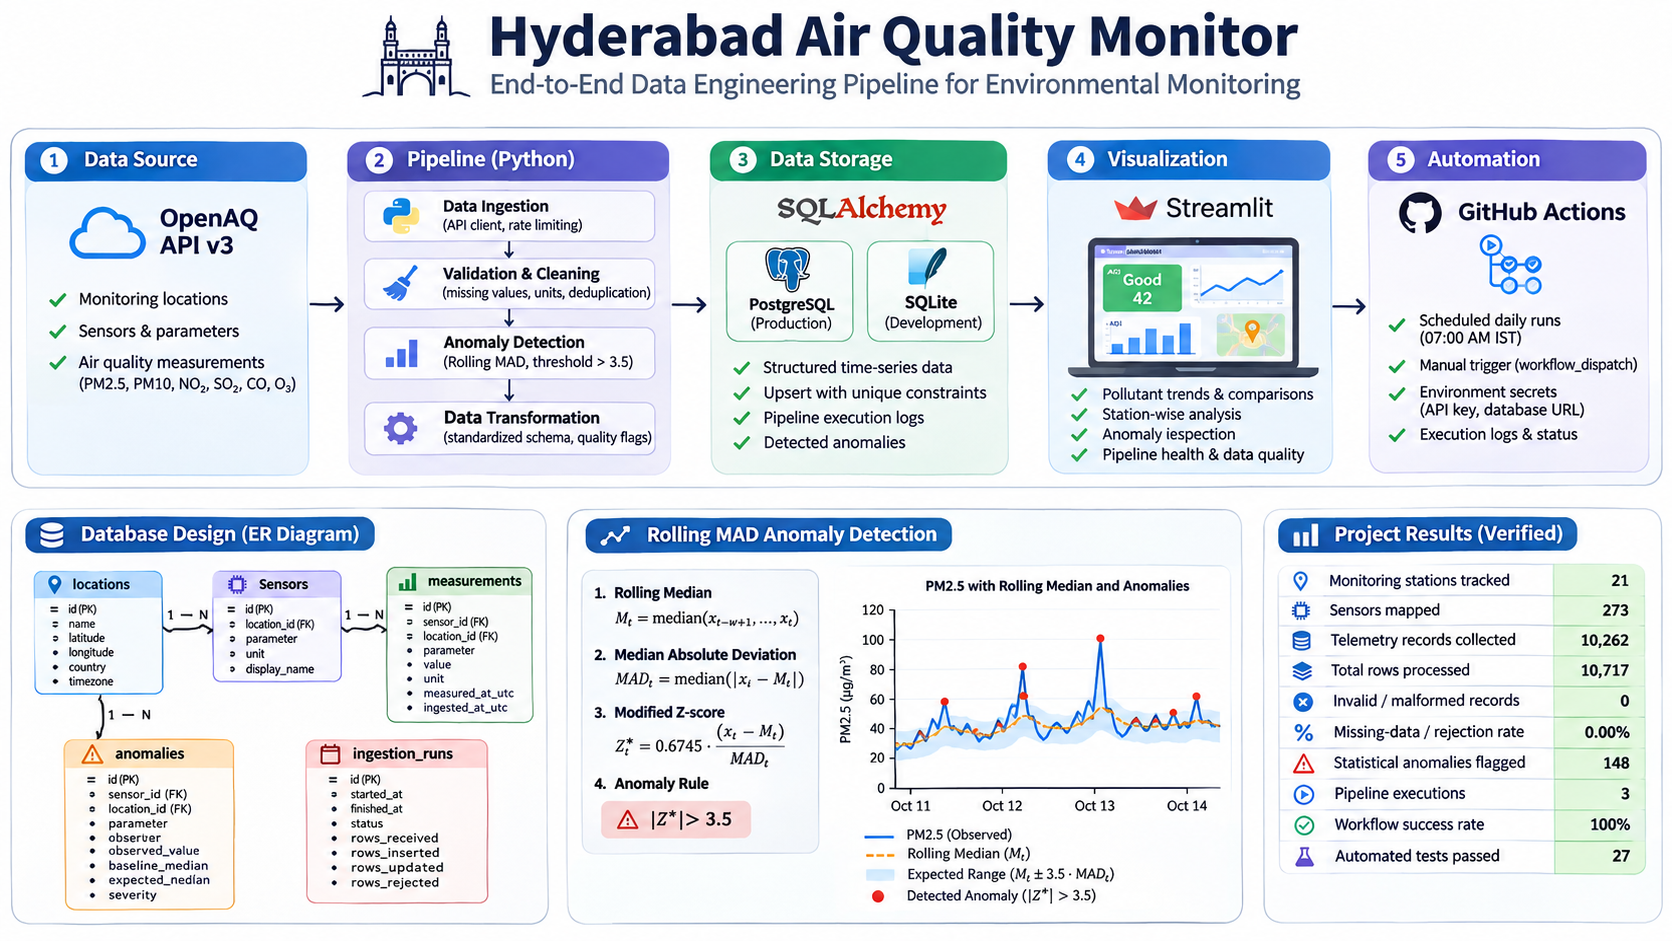 Hyderabad Air Quality Monitor
End-to-End Data Engineering Pipeline for Environmental Monitoring
1 Data Source
OpenAQ
API v3
Monitoring locations
Sensors & parameters
Air quality measurements
(PM2.5, PM10, NO₂, SO₂, CO, O₃)
2 Pipeline (Python)
Data Ingestion
(API client, rate limiting)
Validation & Cleaning
(missing values, units, deduplication)
Anomaly Detection
(Rolling MAD, threshold > 3.5)
Data Transformation
(standardized schema, quality flags)
3 Data Storage
SQLAlchemy
PostgreSQL
(Production)
SQLite
(Development)
Structured time-series data
Upsert with unique constraints
Pipeline execution logs
Detected anomalies
4 Visualization
Streamlit
Good
42
Pollutant trends & comparisons
Station-wise analysis
Anomaly iespection
Pipeline health & data quality
5 Automation
GitHub Actions
Scheduled daily runs
(07:00 AM IST)
Manual trigger (workflow_dispatch)
Environment secrets
(API key, database URL)
Execution logs & status
Database Design (ER Diagram)
locations
id (PK)
name
latitude
longitude
country
timezone
1 — N
Sensors
id (PK)
location_id (FK)
parameter
unit
display_name
1 — N
measurements
id (PK)
sensor_id (FK)
location_id (FK)
parameter
value
unit
measured_at_utc
ingested_at_utc
1 — N
anomalies
id (PK)
sensor_id (FK)
location_id (FK)
parameter
observed_value
baseline_median
expected_nedian
severity
ingestion_runs
id (PK)
started_at
finished_at
status
rows_received
rows_inserted
rows_updated
rows_rejected
Rolling MAD Anomaly Detection
1. Rolling Median
Mₜ = median(xₜ₋w₊₁, ..., xₜ)
2. Median Absolute Deviation
MADₜ = median(|xᵢ − Mₜ|)
3. Modified Z-score
Zₜ* = 0.6745 · (xₜ − Mₜ) / MADₜ
4. Anomaly Rule
|Z*| > 3.5
PM2.5 with Rolling Median and Anomalies
PM2.5 (µg/m³)
120
100
80
60
40
20
0
Oct 11 Oct 12 Oct 13 Oct 14
PM2.5 (Observed)
Rolling Median (Mₜ)
Expected Range (Mₜ ± 3.5 · MADₜ)
Detected Anomaly (|Z*| > 3.5)
Project Results (Verified)
Monitoring stations tracked 21
Sensors mapped 273
Telemetry records collected 10,262
Total rows processed 10,717
Invalid / malformed records 0
Missing-data / rejection rate 0.00%
Statistical anomalies flagged 148
Pipeline executions 3
Workflow success rate 100%
Automated tests passed 27